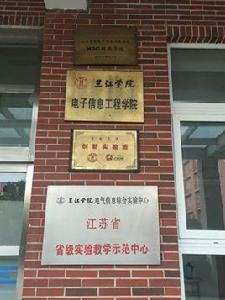 三江学院
电子信息工程学院
创新实验室
三江学院 电气信息综合实验中心
江苏省
省级实验教学示范中心